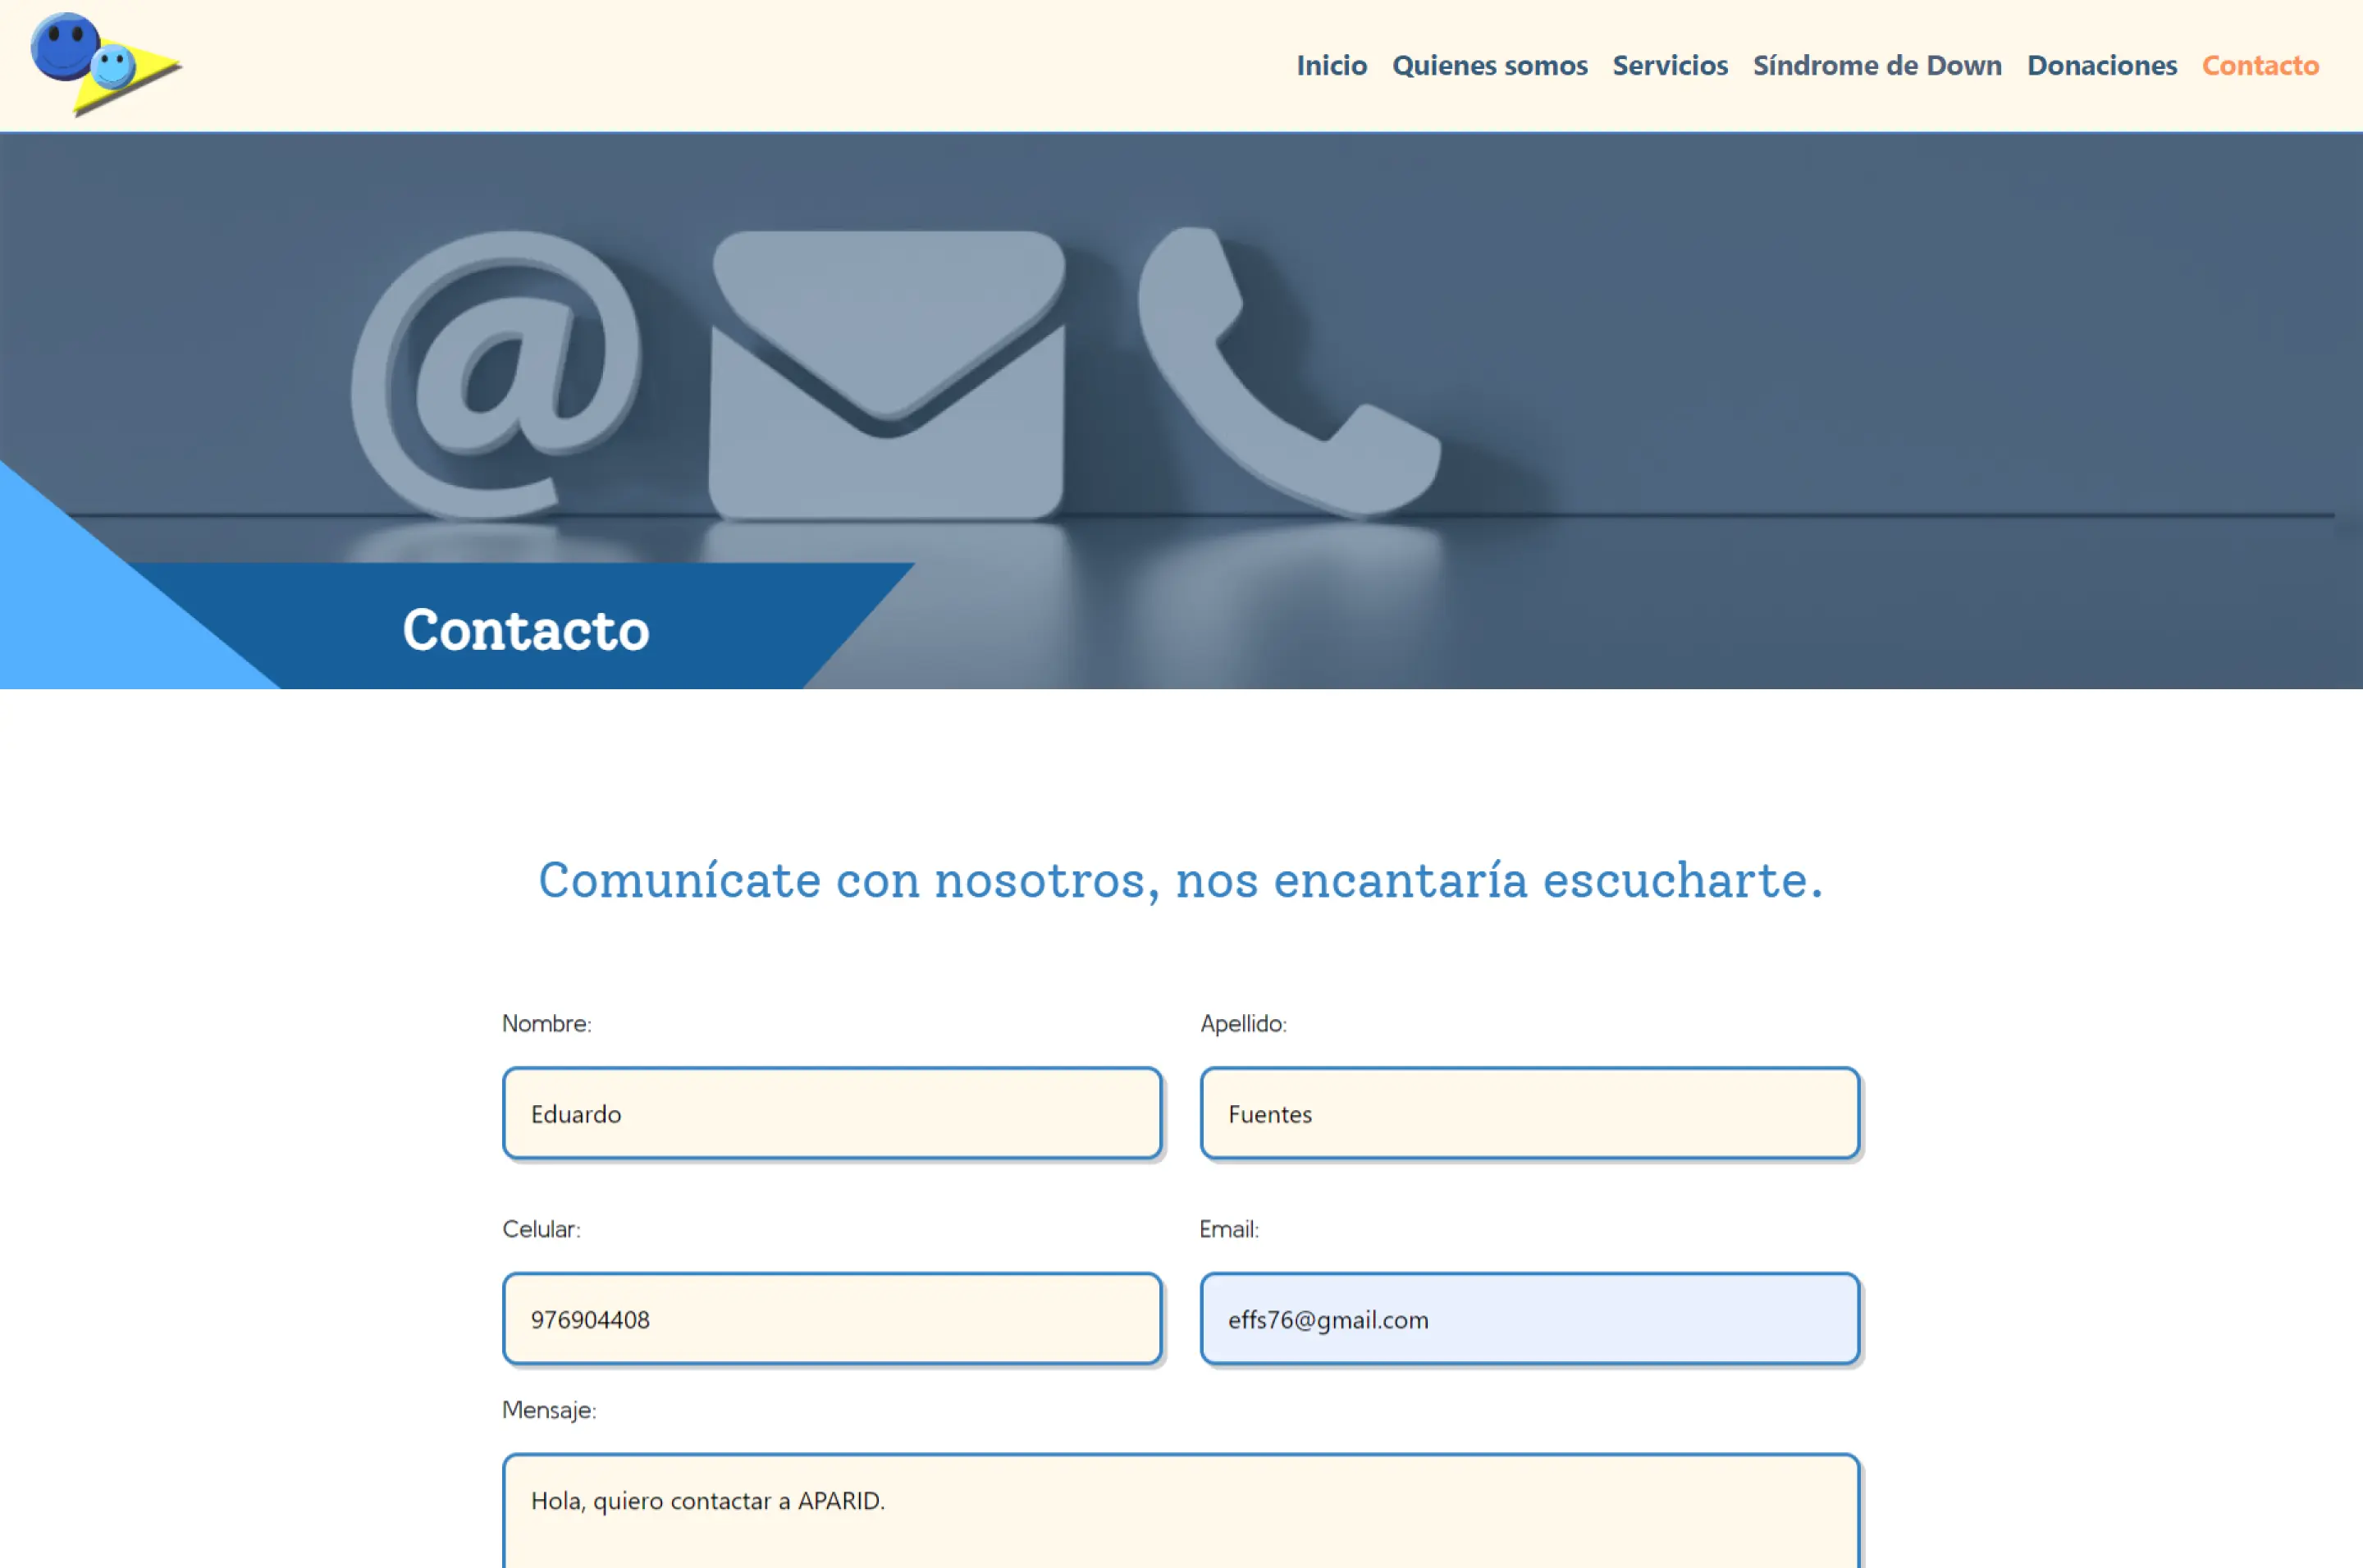 Inicio Quienes somos Servicios Síndrome de Down Donaciones Contacto
@
Contacto
Comunícate con nosotros, nos encantaría escucharte.
Nombre: Apellido:
Eduardo Fuentes
Celular: Email:
976904408 effs76@gmail.com
Mensaje:
Hola, quiero contactar a APARID.